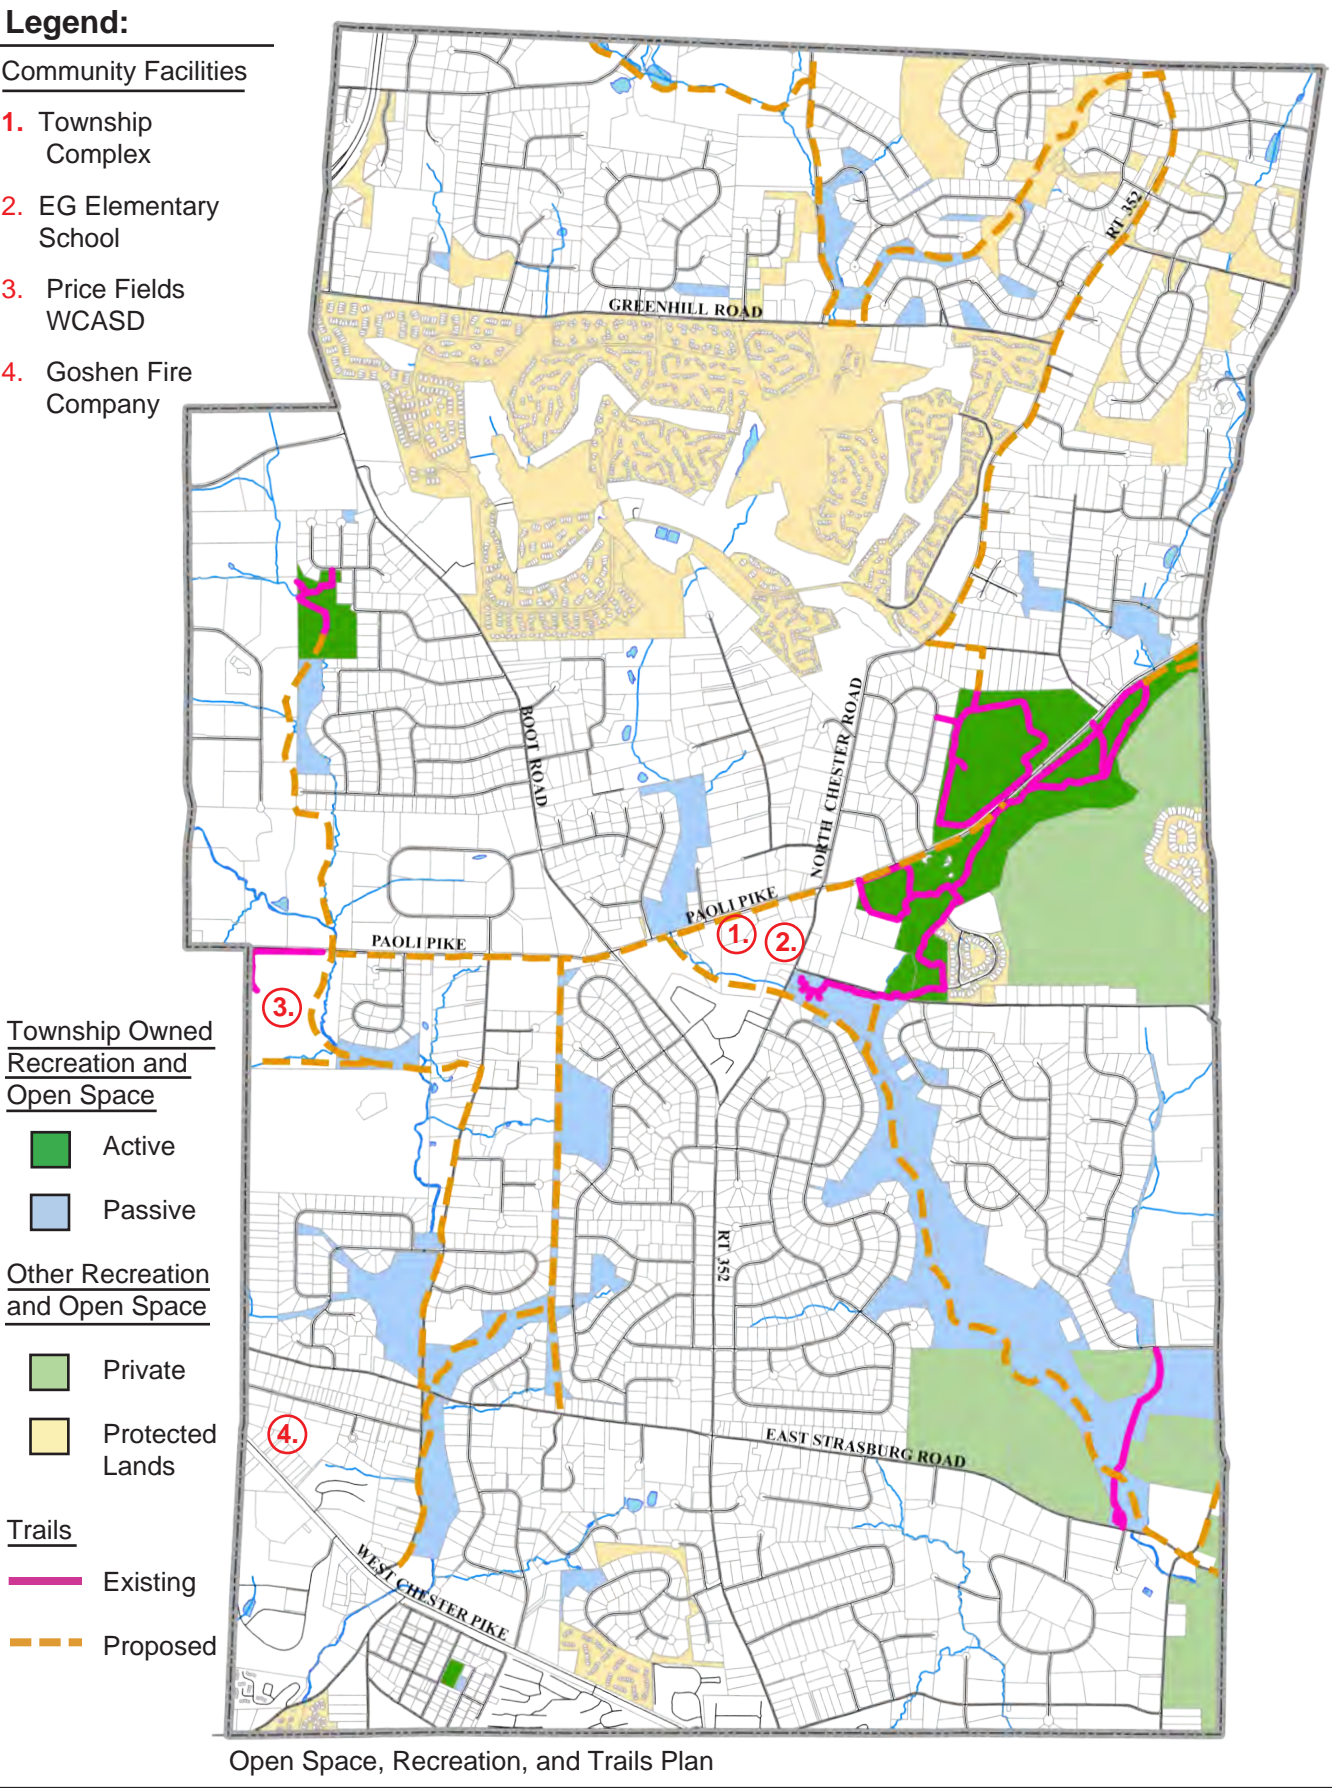 Legend:
Community Facilities
1. Township
Complex
2. EG Elementary
School
3. Price Fields
WCASD
4. Goshen Fire
Company
Township Owned
Recreation and
Open Space
Active
Passive
Other Recreation
and Open Space
Private
Protected
Lands
Trails
Existing
Proposed
RT 352
GREENHILL ROAD
BOOT ROAD
NORTH CHESTER ROAD
PAOLI PIKE
1.
2.
PAOLI PIKE
3.
RT 352
4.
EAST STRASBURG ROAD
WEST CHESTER PIKE
Open Space, Recreation, and Trails Plan